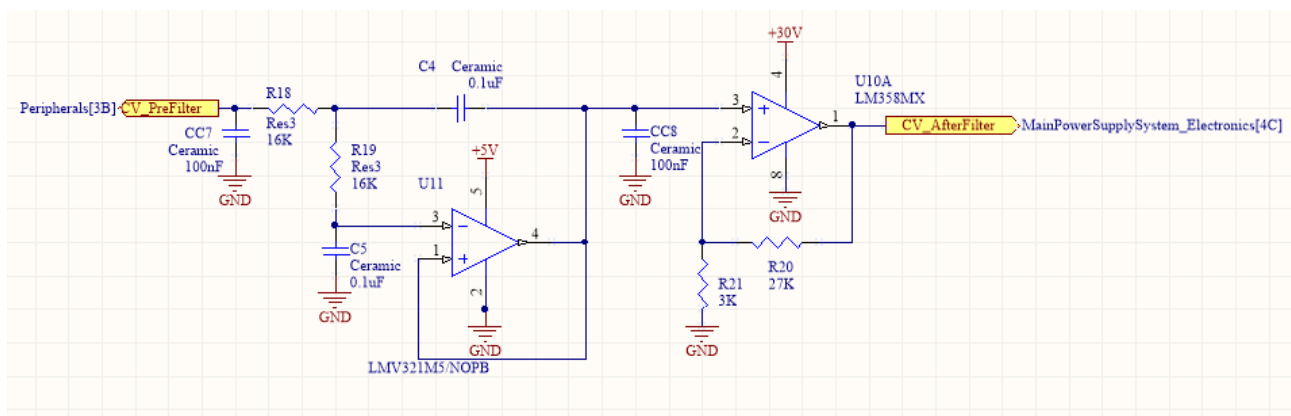 +30V
C4 Ceramic
0.1uF
4
U10A
LM358MX
Peripherals[3B]
CV_PreFilter
R18
Res3
16K
3
+
1
CV_AfterFilter
MainPowerSupplySystem_Electronics[4C]
CC7
Ceramic
100nF
GND
R19
Res3
16K
+5V
CC8
Ceramic
100nF
GND
2
−
8
GND
U11
5
3
−
4
1
+
C5
Ceramic
0.1uF
GND
2
GND
R20
27K
R21
3K
GND
LMV321M5/NOPB